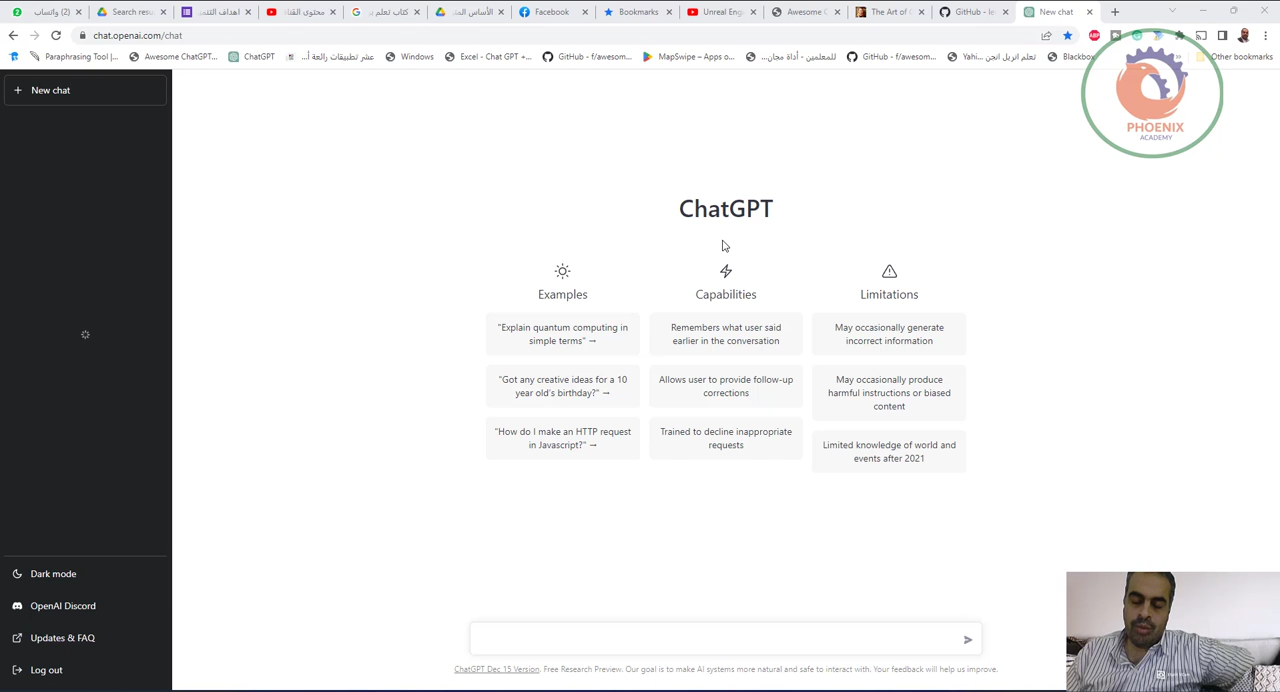 (2) واتساب
Search resu
اهداف التنم
محتوى القناة
كتاب تعلم
الأساس المت
Facebook
Bookmarks
Unreal Eng
Awesome C
The Art of C
GitHub - le
New chat
chat.openai.com/chat
Paraphrasing Tool |...
Awesome ChatGPT...
ChatGPT
عشر تطبيقات رائعة أ...
Windows
Excel - Chat GPT +...
GitHub - f/awesom...
MapSwipe – Apps o...
للمعلمين - أداة مجان...
GitHub - f/awesom...
Yahi...
تعلم انريل انجن
Blackbox
Other bookmarks
PHOENIX
ACADEMY
New chat
ChatGPT
Examples
Capabilities
Limitations
"Explain quantum computing in
simple terms" →
Remembers what user said
earlier in the conversation
May occasionally generate
incorrect information
"Got any creative ideas for a 10
year old's birthday?" →
Allows user to provide follow-up
corrections
May occasionally produce
harmful instructions or biased
content
"How do I make an HTTP request
in Javascript?" →
Trained to decline inappropriate
requests
Limited knowledge of world and
events after 2021
Dark mode
OpenAI Discord
Updates & FAQ
Log out
ChatGPT Dec 15 Version. Free Research Preview. Our goal is to make AI systems more natural and safe to interact with. Your feedback will help us improve.